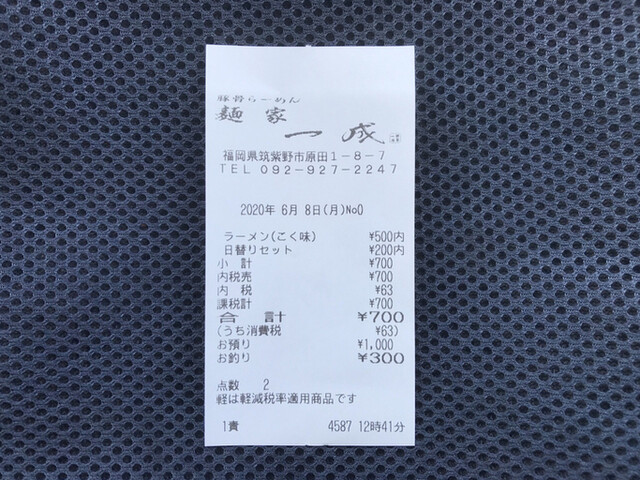 豚骨らーめん
麺家
一成
福岡県筑紫野市原田1-8-7
TEL 092-927-2247
2020年 6月 8日(月)No0
ラーメン(こく味) ¥500内
日替りセット ¥200内
小 計 ¥700
内税売 ¥700
内 税 ¥63
課税計 ¥700
合 計 ¥700
(うち消費税 ¥63)
お預り ¥1,000
お釣り ¥300
点数 2
軽は軽減税率適用商品です
1責 4587 12時41分